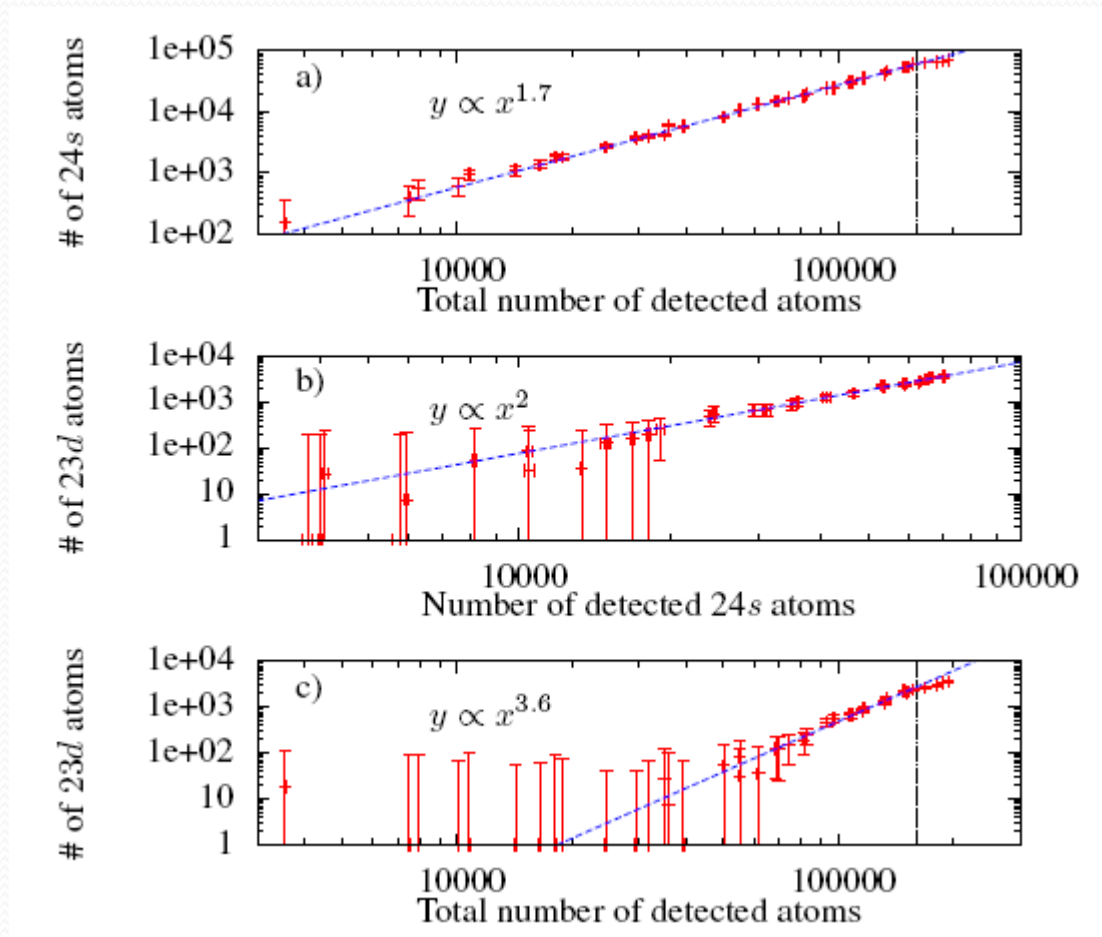 # of 24s atoms
1e+05
1e+04
1e+03
1e+02
a)
y ∝ x^1.7
10000
100000
Total number of detected atoms
# of 23d atoms
1e+04
1e+03
1e+02
10
1
b)
y ∝ x^2
10000
100000
Number of detected 24s atoms
# of 23d atoms
1e+04
1e+03
1e+02
10
1
c)
y ∝ x^3.6
10000
100000
Total number of detected atoms